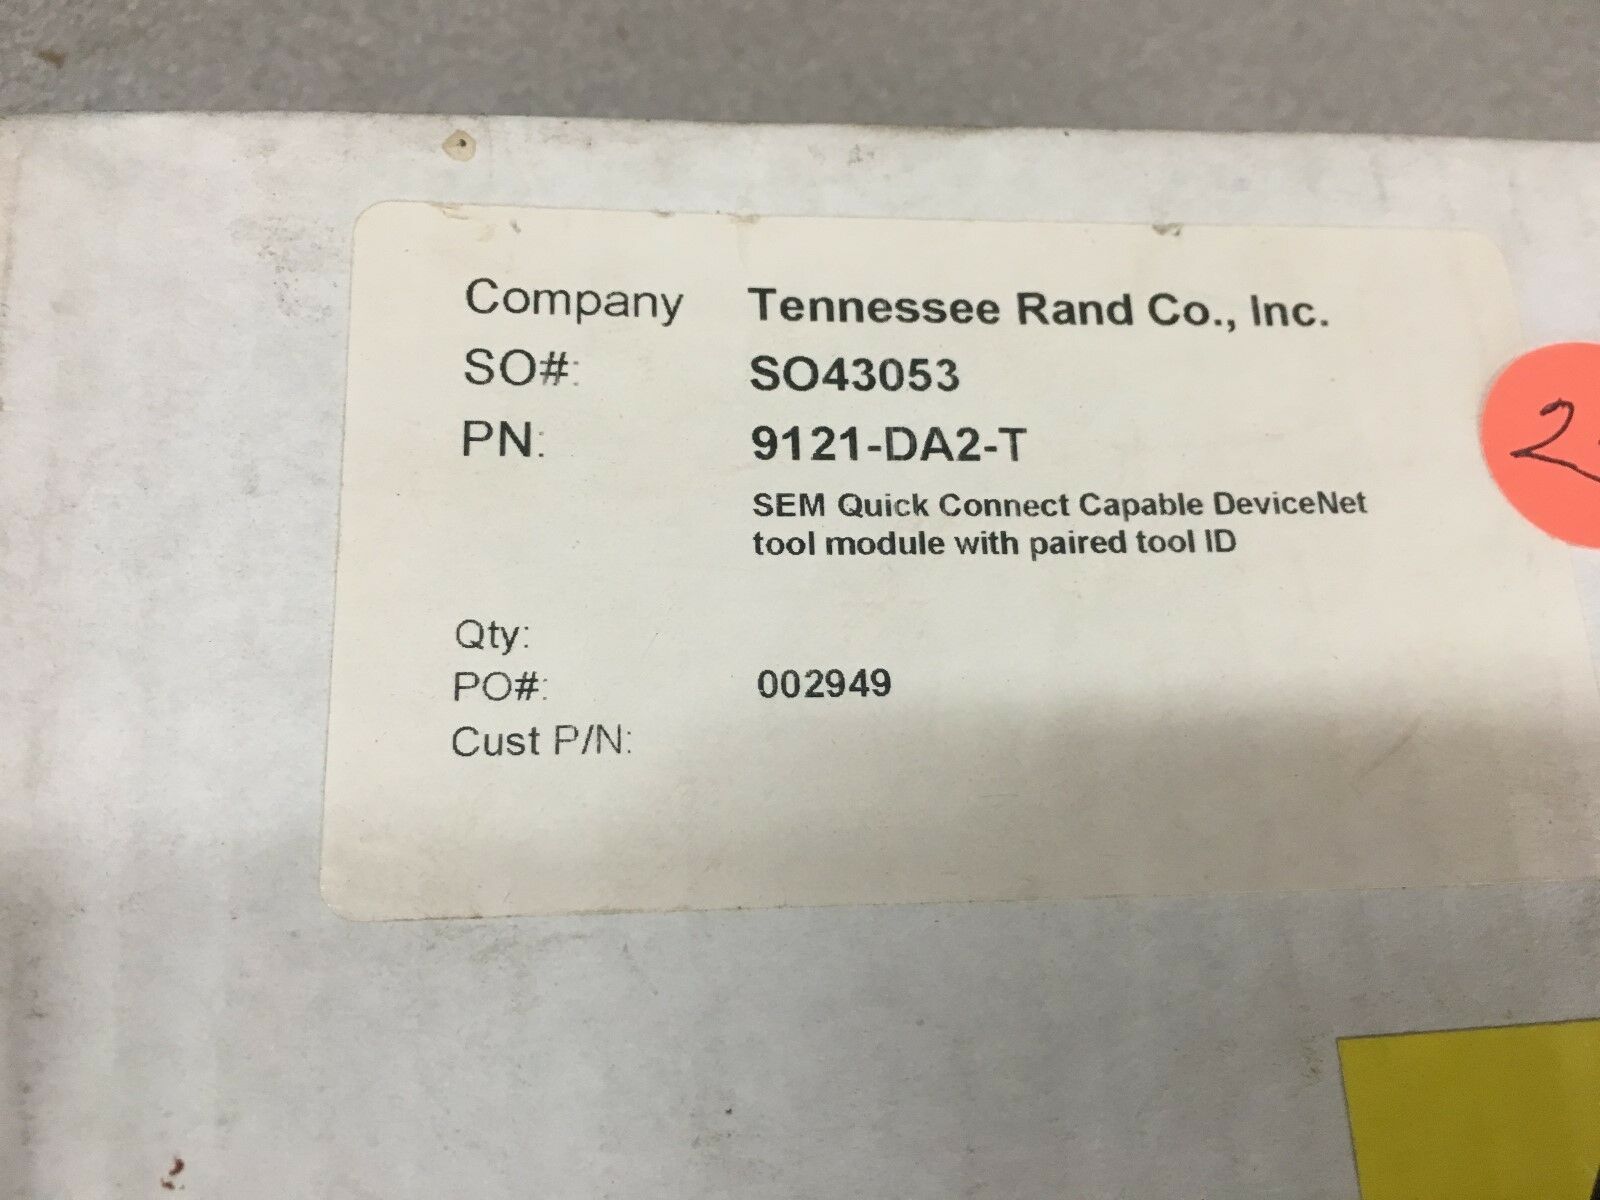 Company Tennessee Rand Co., Inc.
SO#: SO43053
PN: 9121-DA2-T
SEM Quick Connect Capable DeviceNet
tool module with paired tool ID
Qty:
PO#: 002949
Cust P/N:
2